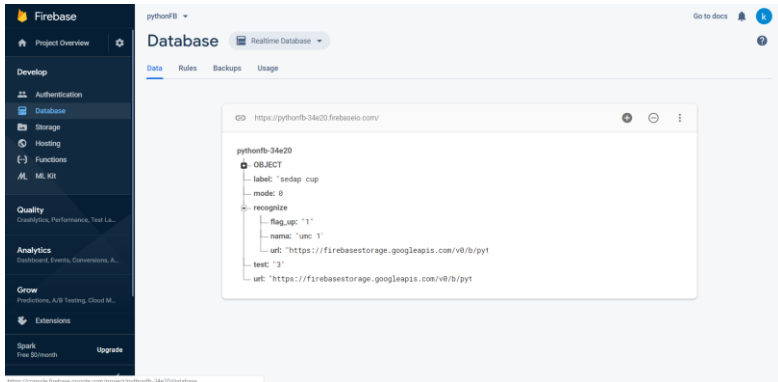 Firebase
pythonFB
Go to docs
k
Project Overview
Database
Realtime Database
Develop
Data Rules Backups Usage
Authentication
Database
Storage
Hosting
Functions
ML Kit
https://pythonfb-34e20.firebaseio.com/
pythonfb-34e20
OBJECT
label: "sedap cup
mode: 0
recognize
flag_up: "1"
nama: "unc 1"
url: "https://firebasestorage.googleapis.com/v0/b/pyt
test: "3"
url: "https://firebasestorage.googleapis.com/v0/b/pyt
Quality
Crashlytics, Performance, Test La...
Analytics
Dashboard, Events, Conversions, A...
Grow
Predictions, A/B Testing, Cloud M...
Extensions
Spark
Free $0/month
Upgrade